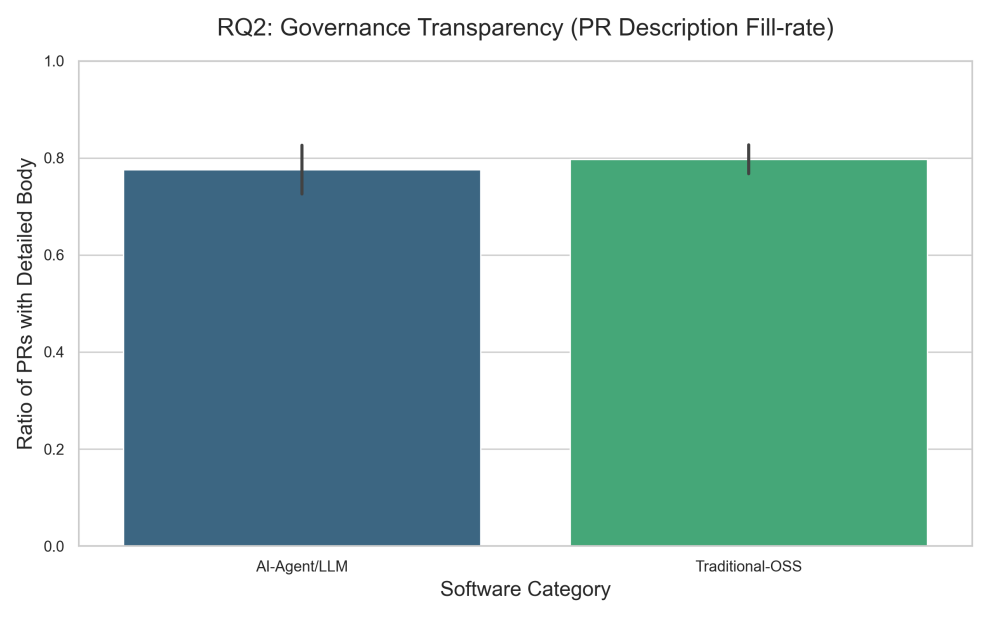 RQ2: Governance Transparency (PR Description Fill-rate)
Ratio of PRs with Detailed Body
1.0
0.8
0.6
0.4
0.2
0.0
AI-Agent/LLM
Traditional-OSS
Software Category